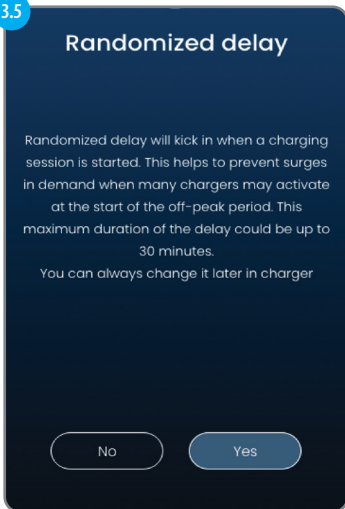 3.5
Randomized delay
Randomized delay will kick in when a charging
session is started. This helps to prevent surges
in demand when many chargers may activate
at the start of the off-peak period. This
maximum duration of the delay could be up to
30 minutes.
You can always change it later in charger
No
Yes